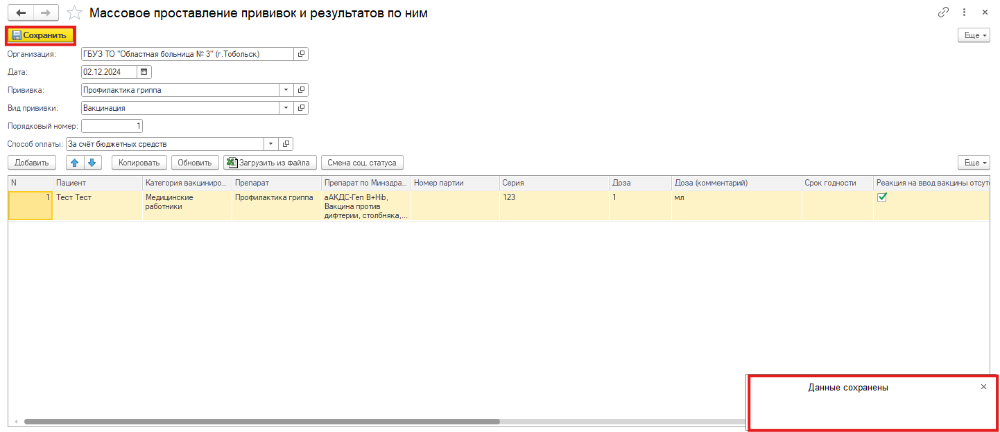 Массовое проставление прививок и результатов по ним
Сохранить
Еще
Организация: ГБУЗ ТО "Областная больница № 3" (г.Тобольск)
Дата: 02.12.2024
Прививка: Профилактика гриппа
Вид прививки: Вакцинация
Порядковый номер: 1
Способ оплаты: За счёт бюджетных средств
Добавить Копировать Обновить Загрузить из файла Смена соц. статуса Еще
N Пациент Категория вакциниро... Препарат Препарат по Минздра... Номер партии Серия Доза Доза (комментарий) Срок годности Реакция на ввод вакцины отсут
1 Тест Тест Медицинские Профилактика гриппа аАКДС-Геп В+Hib, 123 1 мл
работники Вакцина против
дифтерии, столбняка,...
Данные сохранены